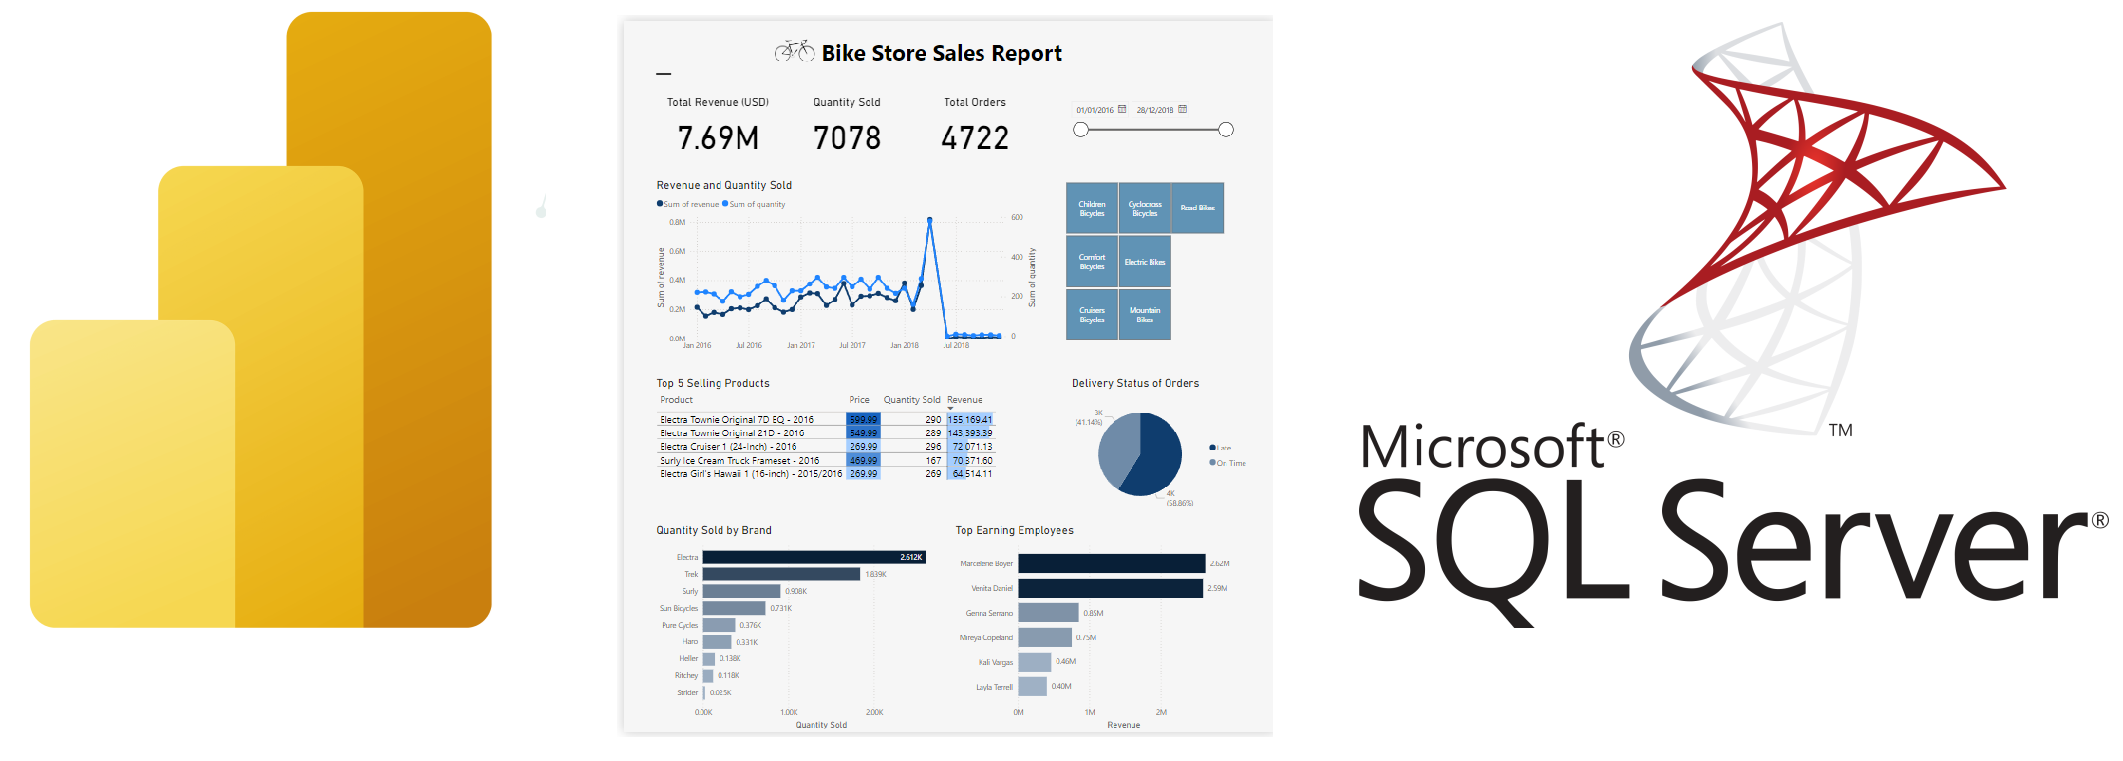 Bike Store Sales Report
Total Revenue (USD)
Quantity Sold
Total Orders
7.69M
7078
4722
01/01/2016
28/12/2018
Revenue and Quantity Sold
Sum of revenue
Sum of quantity
0.8M
0.6M
0.4M
0.2M
0.0M
Sum of revenue
600
400
200
0
Sum of quantity
Jan 2016
Jul 2016
Jan 2017
Jul 2017
Jan 2018
Jul 2018
Children
Bicycles
Cyclocross
Bicycles
Road Bikes
Comfort
Bicycles
Electric Bikes
Cruisers
Bicycles
Mountain
Bikes
Top 5 Selling Products
Product Price Quantity Sold Revenue
Electra Townie Original 7D EQ - 2016 599.99 290 155 169.41
Electra Townie Original 21D - 2016 549.99 289 143 393.39
Electra Cruiser 1 (24-Inch) - 2016 269.99 296 72 071.13
Surly Ice Cream Truck Frameset - 2016 469.99 167 70 371.60
Electra Girl's Hawaii 1 (16-inch) - 2015/2016 269.99 269 64 514.11
Delivery Status of Orders
3K
(41.14%)
4K
(58.86%)
Late
On Time
Quantity Sold by Brand
Electra 2.612K
Trek 1.839K
Surly 0.908K
Sun Bicycles 0.731K
Pure Cycles 0.376K
Haro 0.331K
Heller 0.138K
Ritchey 0.118K
Strider 0.025K
0.00K
1.00K
2.00K
Quantity Sold
Top Earning Employees
Marcelene Boyer 2.62M
Venita Daniel 2.59M
Genna Serrano 0.85M
Mireya Copeland 0.75M
Kali Vargas 0.46M
Layla Terrell 0.40M
0M
1M
2M
Revenue
TM
Microsoft®
SQL Server®